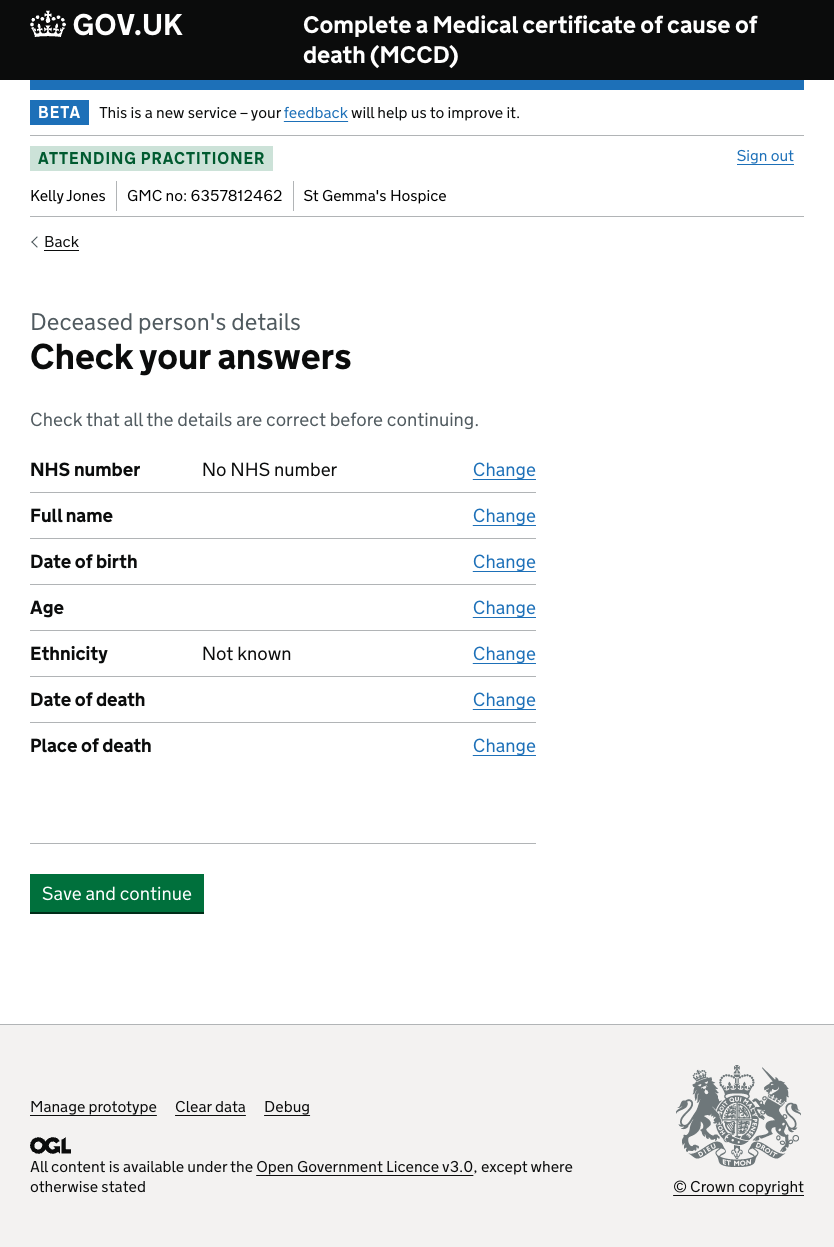 GOV.UK
Complete a Medical certificate of cause of
death (MCCD)
BETA This is a new service – your feedback will help us to improve it.
ATTENDING PRACTITIONER
Sign out
Kelly Jones GMC no: 6357812462 St Gemma's Hospice
Back
Deceased person's details
Check your answers
Check that all the details are correct before continuing.
NHS number No NHS number Change
Full name Change
Date of birth Change
Age Change
Ethnicity Not known Change
Date of death Change
Place of death Change
Save and continue
Manage prototype Clear data Debug
OGL
All content is available under the Open Government Licence v3.0, except where
otherwise stated
DIEU ET MON DROIT
© Crown copyright